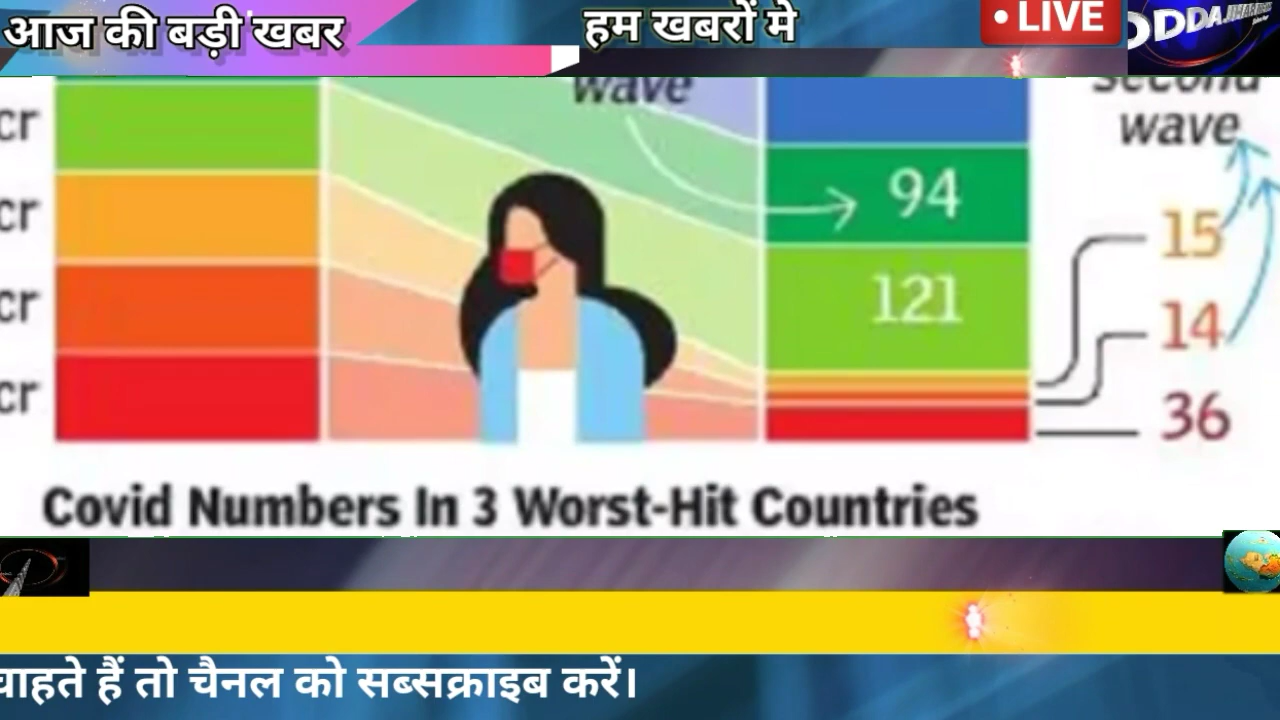 आज की बड़ी खबर
हम खबरों मे
• LIVE
wave
second
wave
cr
94
cr
15
121
cr
14
cr
36
Covid Numbers In 3 Worst-Hit Countries
चाहते हैं तो चैनल को सब्सक्राइब करें।